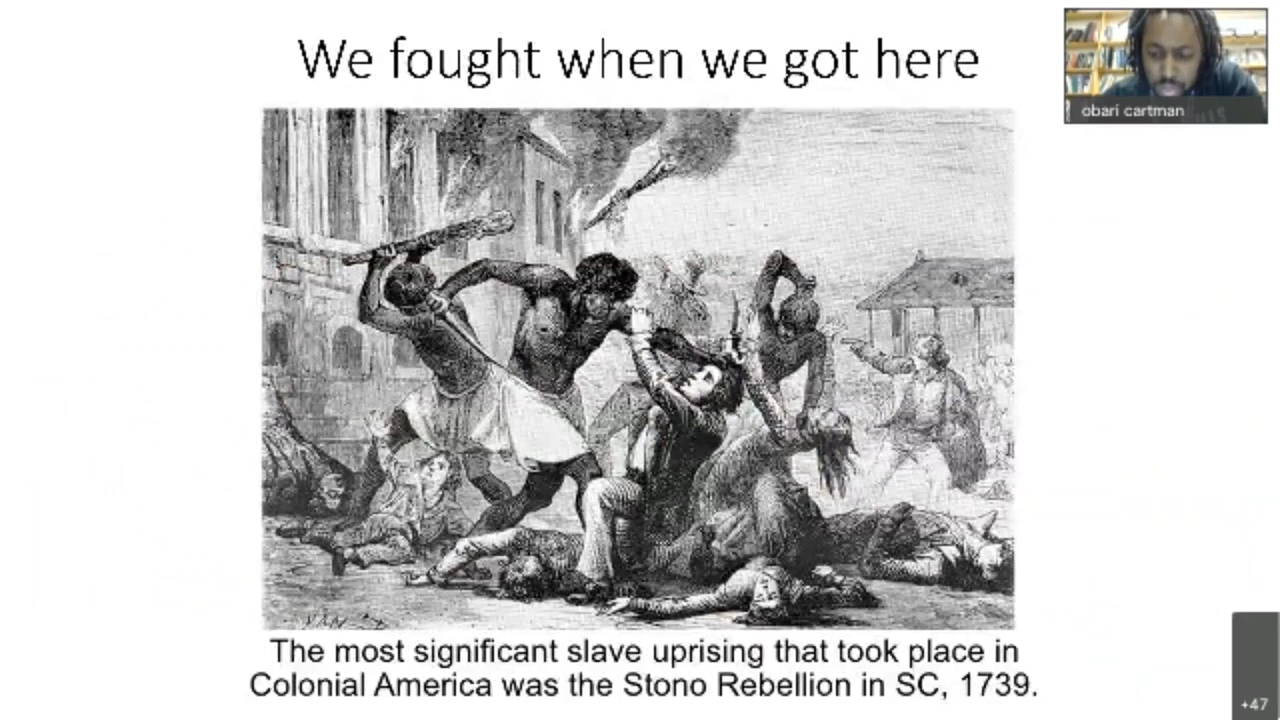 We fought when we got here
obari cartman
The most significant slave uprising that took place in
Colonial America was the Stono Rebellion in SC, 1739.
+47